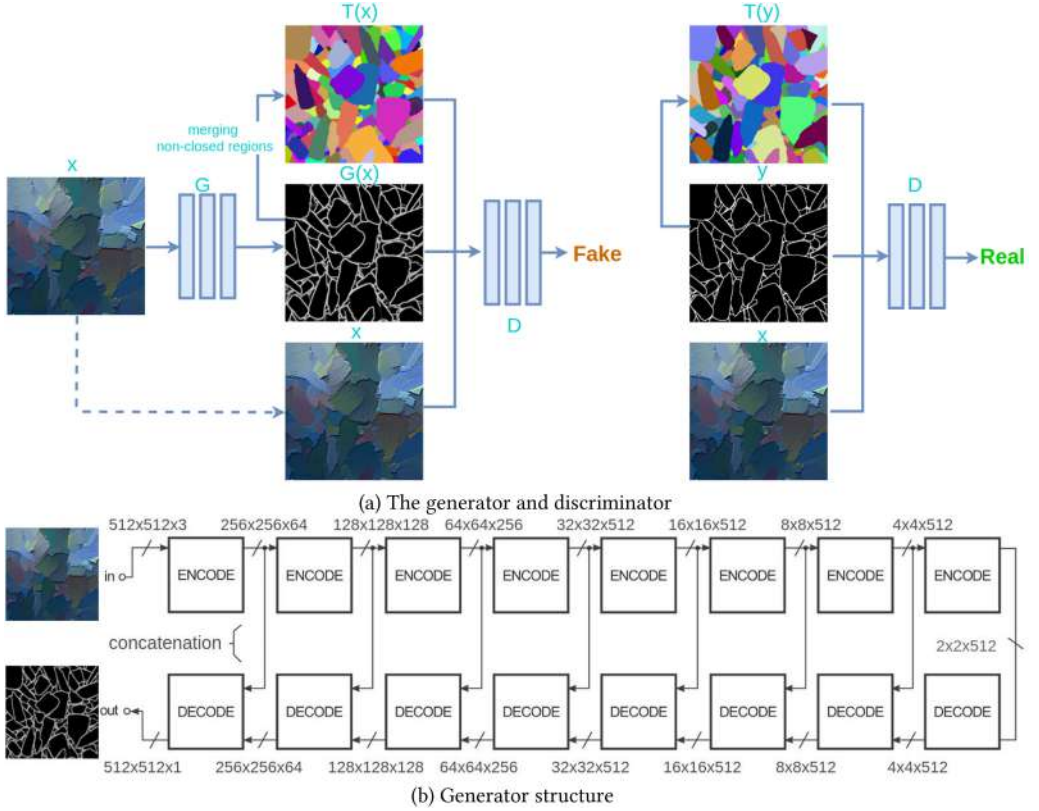 T(x)
T(y)
merging
non-closed regions
x
G
G(x)
y
D
Fake
D
Real
x
x
(a) The generator and discriminator
512x512x3
256x256x64
128x128x128
64x64x256
32x32x512
16x16x512
8x8x512
4x4x512
in
ENCODE
ENCODE
ENCODE
ENCODE
ENCODE
ENCODE
ENCODE
ENCODE
concatenation
2x2x512
out
DECODE
DECODE
DECODE
DECODE
DECODE
DECODE
DECODE
DECODE
512x512x1
256x256x64
128x128x128
64x64x256
32x32x512
16x16x512
8x8x512
4x4x512
(b) Generator structure